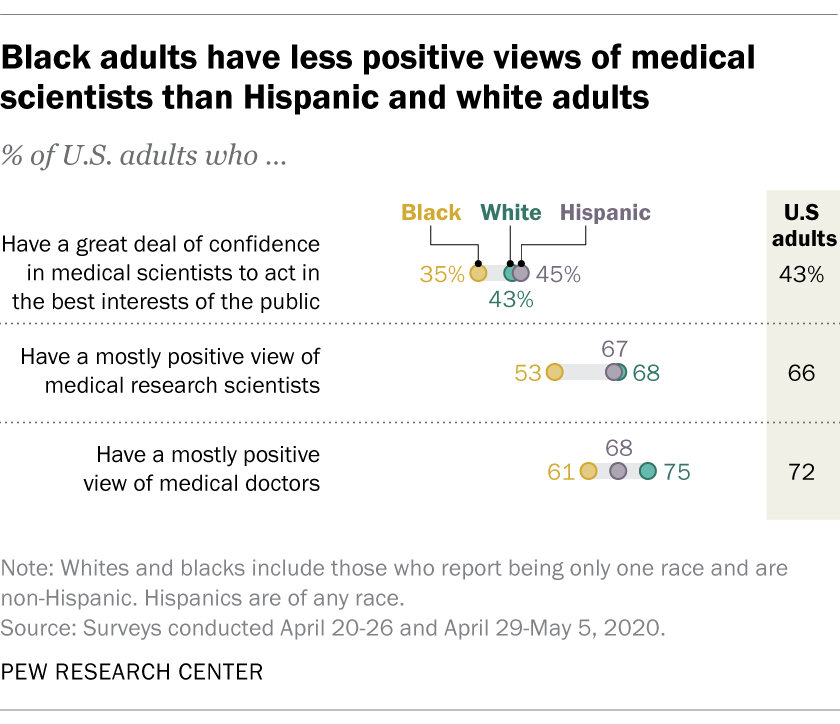 Black adults have less positive views of medical
scientists than Hispanic and white adults
% of U.S. adults who ...
Black White Hispanic
U.S
adults
Have a great deal of confidence
in medical scientists to act in
the best interests of the public
35% 45%
43%
43%
Have a mostly positive view of
medical research scientists
67
53 68
66
Have a mostly positive
view of medical doctors
68
61 75
72
Note: Whites and blacks include those who report being only one race and are
non-Hispanic. Hispanics are of any race.
Source: Surveys conducted April 20-26 and April 29-May 5, 2020.
PEW RESEARCH CENTER